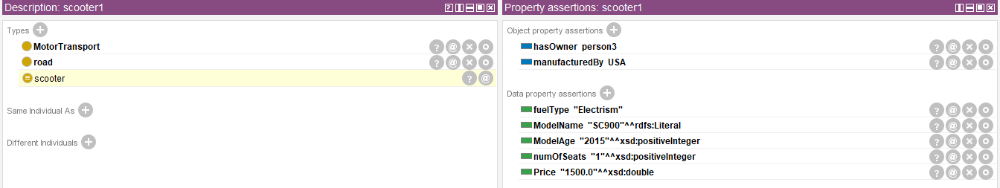 Description: scooter1
Types
MotorTransport
road
scooter
Same Individual As
Different Individuals
Property assertions: scooter1
Object property assertions
hasOwner person3
manufacturedBy USA
Data property assertions
fuelType "Electrism"
ModelName "SC900"^^rdfs:Literal
ModelAge "2015"^^xsd:positiveInteger
numOfSeats "1"^^xsd:positiveInteger
Price "1500.0"^^xsd:double